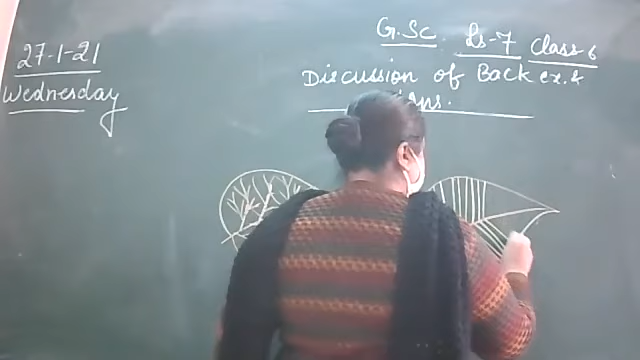 27-1-21
Wednesday
G.Sc. Ls-7 Class-6
Discussion of Back ex. &